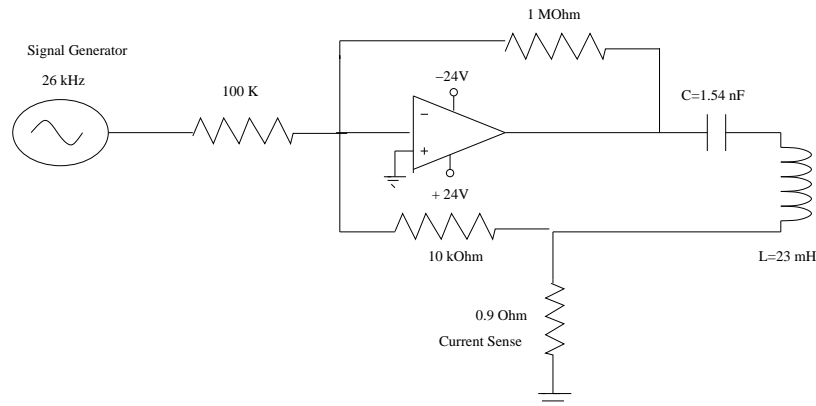 1 MOhm
Signal Generator
26 kHz
100 K
−24V
C=1.54 nF
−
+
+ 24V
10 kOhm
L=23 mH
0.9 Ohm
Current Sense